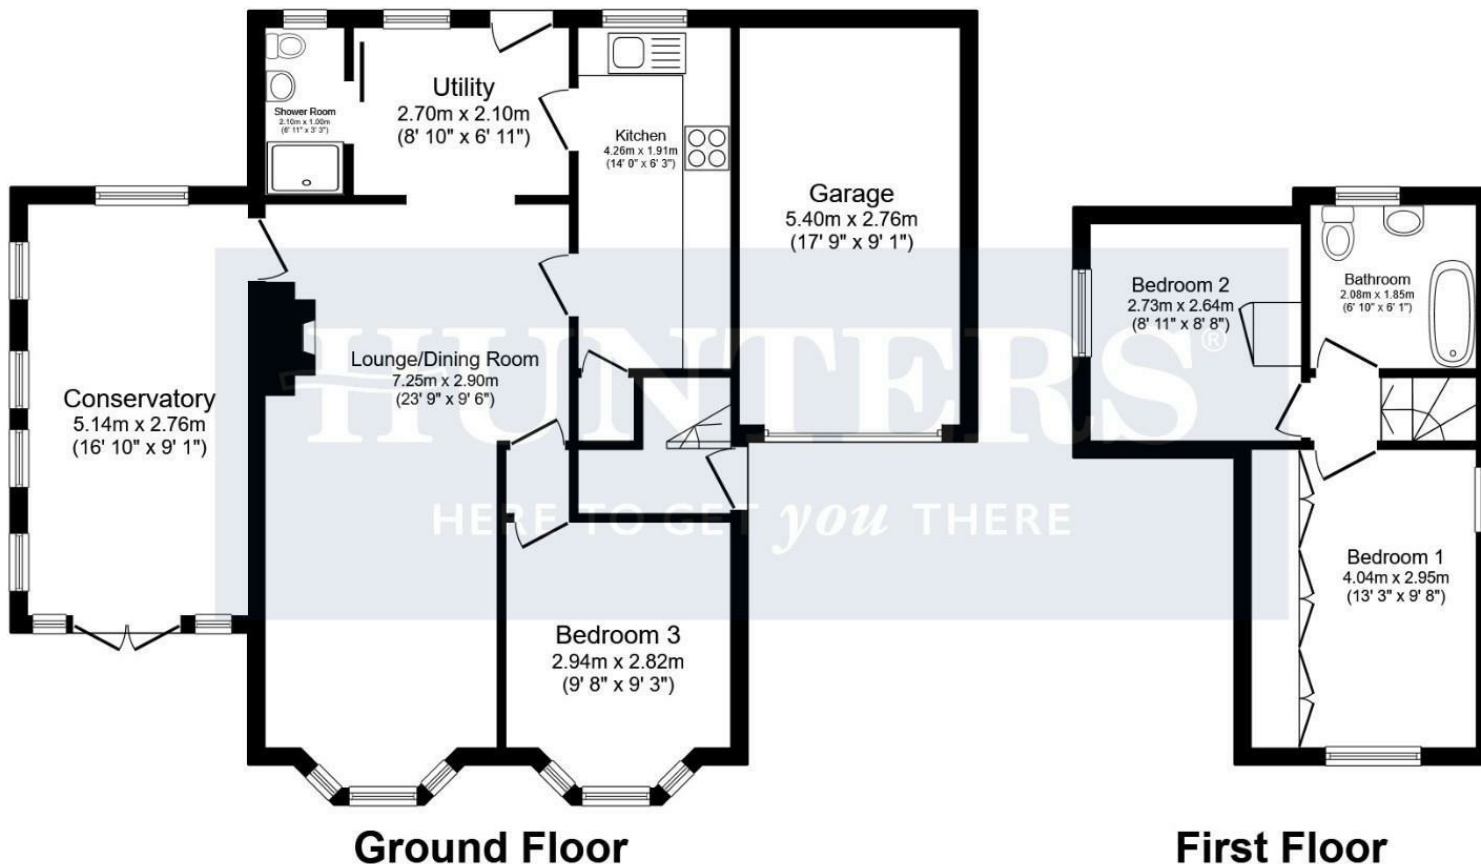 Utility
2.70m x 2.10m
(8' 10" x 6' 11")
Shower Room
2.10m x 1.00m
(6' 11" x 3' 3")
Kitchen
4.26m x 1.91m
(14' 0" x 6' 3")
Garage
5.40m x 2.76m
(17' 9" x 9' 1")
Conservatory
5.14m x 2.76m
(16' 10" x 9' 1")
Lounge/Dining Room
7.25m x 2.90m
(23' 9" x 9' 6")
Bedroom 3
2.94m x 2.82m
(9' 8" x 9' 3")
Ground Floor
Bedroom 2
2.73m x 2.64m
(8' 11" x 8' 8")
Bathroom
2.08m x 1.85m
(6' 10" x 6' 1")
Bedroom 1
4.04m x 2.95m
(13' 3" x 9' 8")
First Floor
HUNTERS®
HERE TO GET you THERE